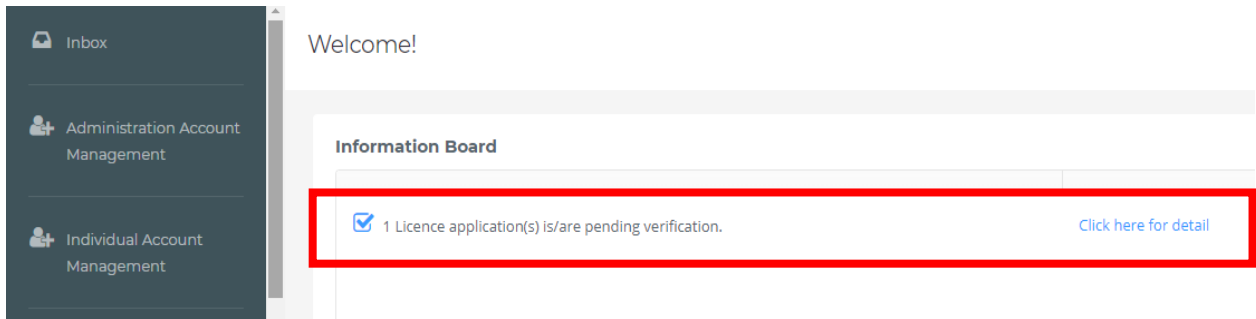 Inbox
Administration Account
Management
Individual Account
Management
Welcome!
Information Board
1 Licence application(s) is/are pending verification.
Click here for detail